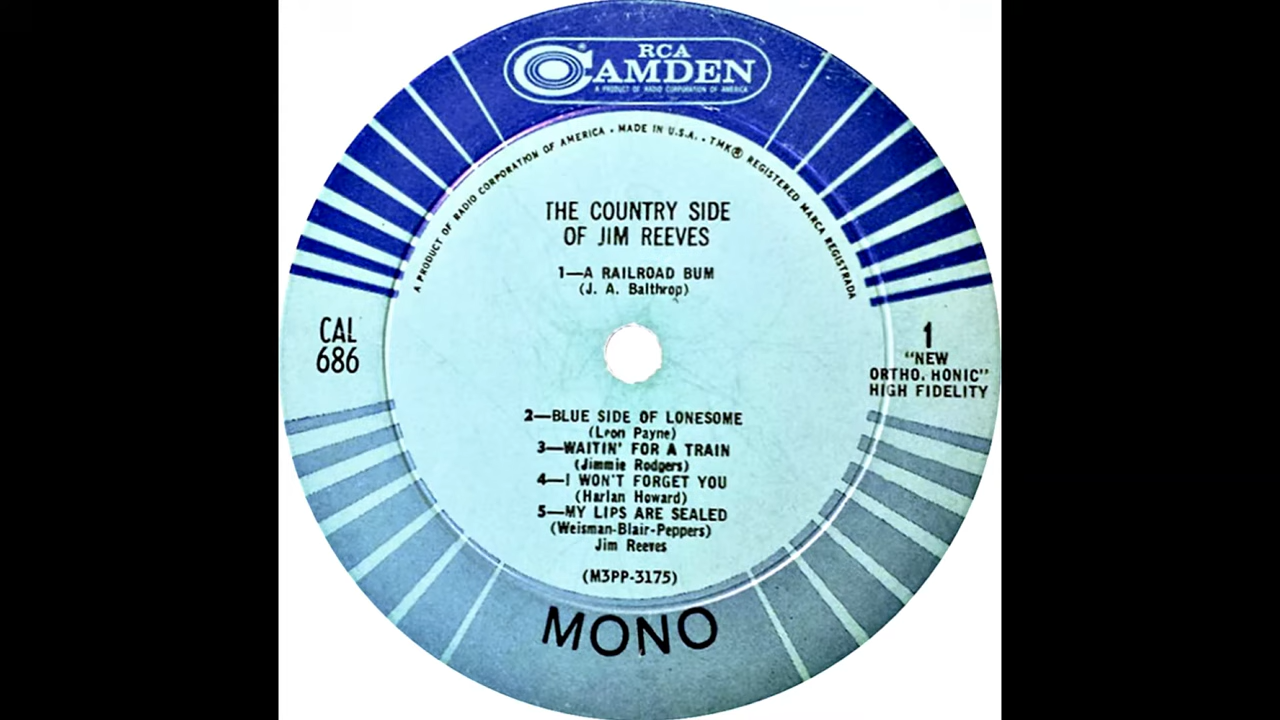 RCA
CAMDEN®
A PRODUCT OF RADIO CORPORATION OF AMERICA
A PRODUCT OF RADIO CORPORATION OF AMERICA • MADE IN U.S.A. • TMK® REGISTERED MARCA REGISTRADA
THE COUNTRY SIDE
OF JIM REEVES
1—A RAILROAD BUM
(J. A. Balthrop)
CAL
686
1
"NEW
ORTHO. HONIC"
HIGH FIDELITY
2—BLUE SIDE OF LONESOME
(Leon Payne)
3—WAITIN' FOR A TRAIN
(Jimmie Rodgers)
4—I WON'T FORGET YOU
(Harlan Howard)
5—MY LIPS ARE SEALED
(Weisman-Blair-Peppers)
Jim Reeves
(M3PP-3175)
MONO